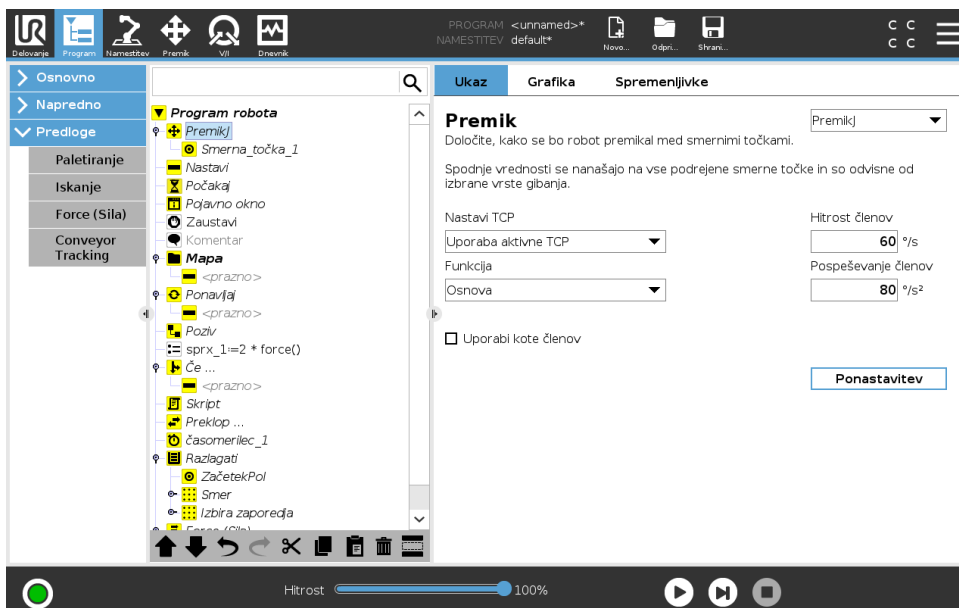 UR
PROGRAM <unnamed>*
NAMESTITEV default*
Delovanje Program Namestitev Premik V/I Dnevnik Novo... Odpri... Shrani...
C C
C C
Osnovno
Napredno
Predloge
Paletiranje
Iskanje
Force (Sila)
Conveyor
Tracking
Program robota
PremikJ
Smerna_točka_1
Nastavi
Počakaj
Pojavno okno
Zaustavi
Komentar
Mapa
<prazno>
Ponavljaj
<prazno>
Poziv
sprx_1:=2 * force()
Če ...
<prazno>
Skript
Preklop ...
časomerilec_1
Razlagati
ZačetekPol
Smer
Izbira zaporedja
Force (Sila)
Ukaz Grafika Spremenljivke
Premik
PremikJ
Določite, kako se bo robot premikal med smernimi točkami.
Spodnje vrednosti se nanašajo na vse podrejene smerne točke in so odvisne od
izbrane vrste gibanja.
Nastavi TCP Hitrost členov
Uporaba aktivne TCP 60 °/s
Funkcija Pospeševanje členov
Osnova 80 °/s²
Uporabi kote členov
Ponastavitev
Hitrost 100%